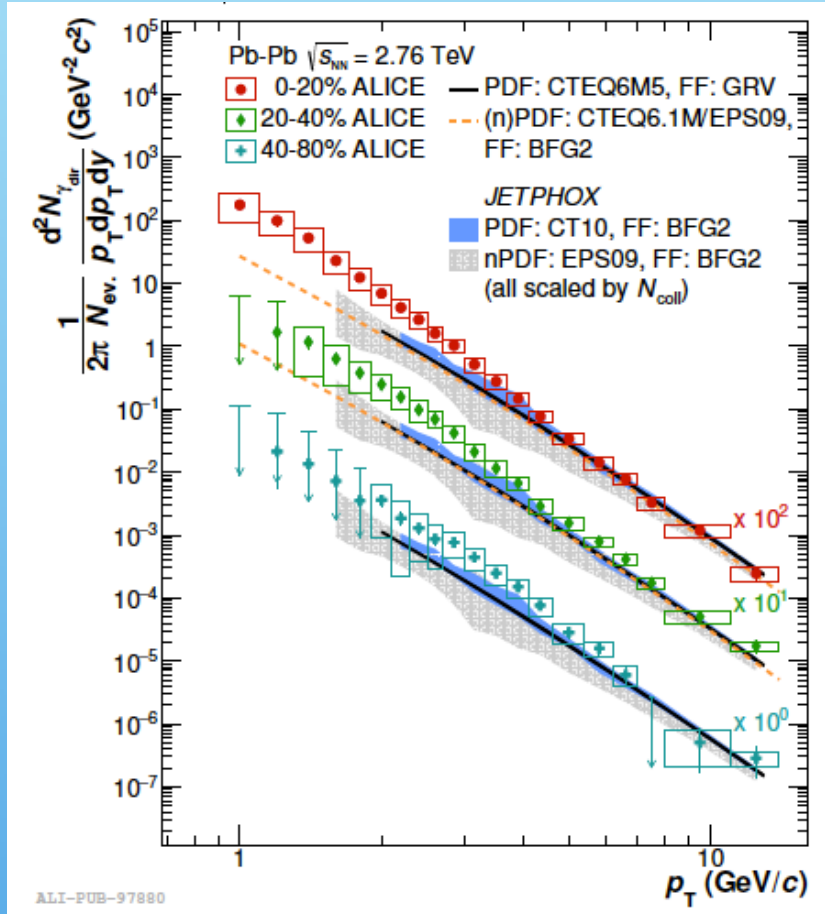 1/2π N_ev. d²N_γdir/p_T dp_T dy (GeV⁻²c²)
Pb-Pb √s_NN = 2.76 TeV
0-20% ALICE
20-40% ALICE
40-80% ALICE
PDF: CTEQ6M5, FF: GRV
(n)PDF: CTEQ6.1M/EPS09,
FF: BFG2
JETPHOX
PDF: CT10, FF: BFG2
nPDF: EPS09, FF: BFG2
(all scaled by N_coll)
10⁵
10⁴
10³
10²
10
1
10⁻¹
10⁻²
10⁻³
10⁻⁴
10⁻⁵
10⁻⁶
10⁻⁷
x 10²
x 10¹
x 10⁰
1
10
p_T (GeV/c)
ALI-PUB-97880